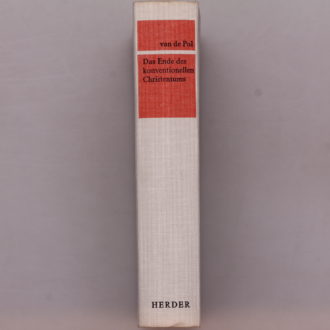 van de Pol
Das Ende des
konventionellen
Christentums
HERDER